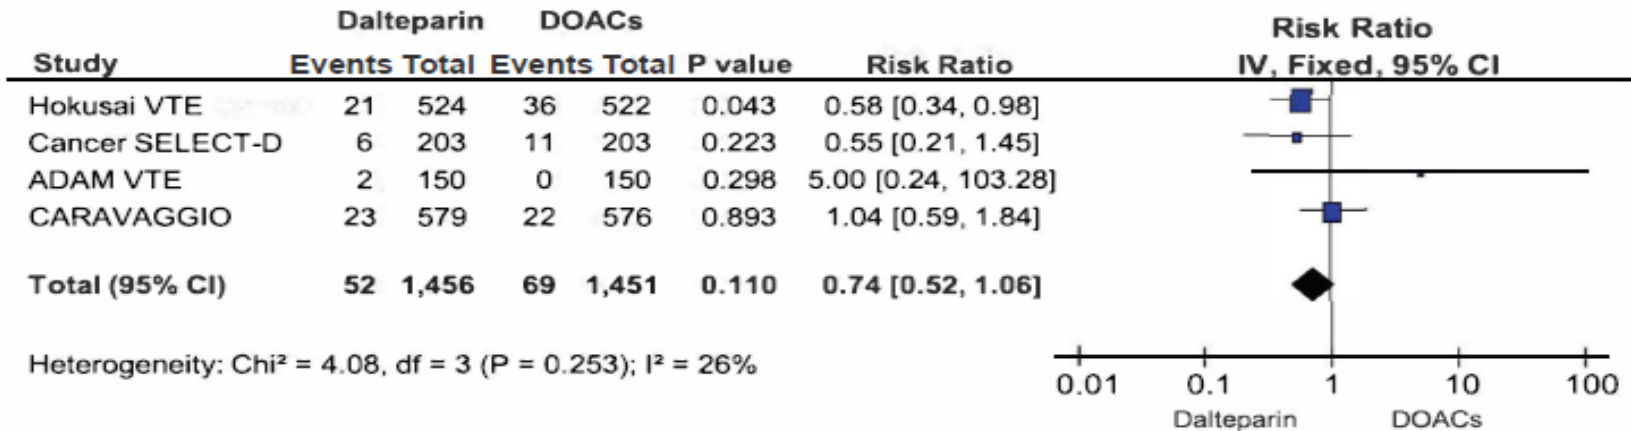 Dalteparin DOACs Risk Ratio
Study Events Total Events Total P value Risk Ratio IV, Fixed, 95% CI
Hokusai VTE 21 524 36 522 0.043 0.58 [0.34, 0.98]
Cancer SELECT-D 6 203 11 203 0.223 0.55 [0.21, 1.45]
ADAM VTE 2 150 0 150 0.298 5.00 [0.24, 103.28]
CARAVAGGIO 23 579 22 576 0.893 1.04 [0.59, 1.84]
Total (95% CI) 52 1,456 69 1,451 0.110 0.74 [0.52, 1.06]
Heterogeneity: Chi² = 4.08, df = 3 (P = 0.253); I² = 26%
0.01 0.1 1 10 100
Dalteparin DOACs